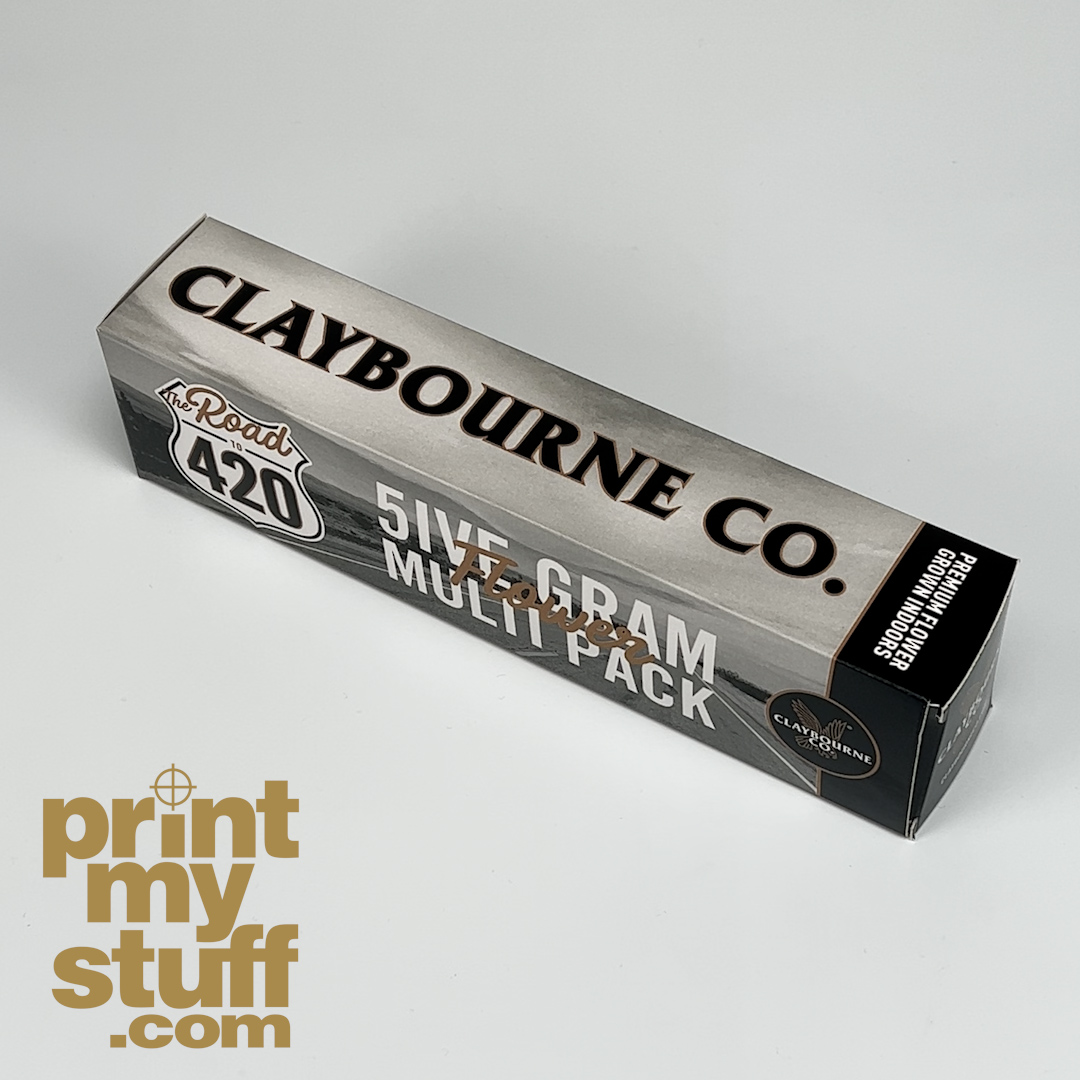 CLAYBOURNE CO.
The Road
TO
420
5IVE GRAM
Flower
MULTI PACK
PREMIUM FLOWER
GROWN INDOORS
CLAYBOURNE
CO.
print
my
stuff
.com